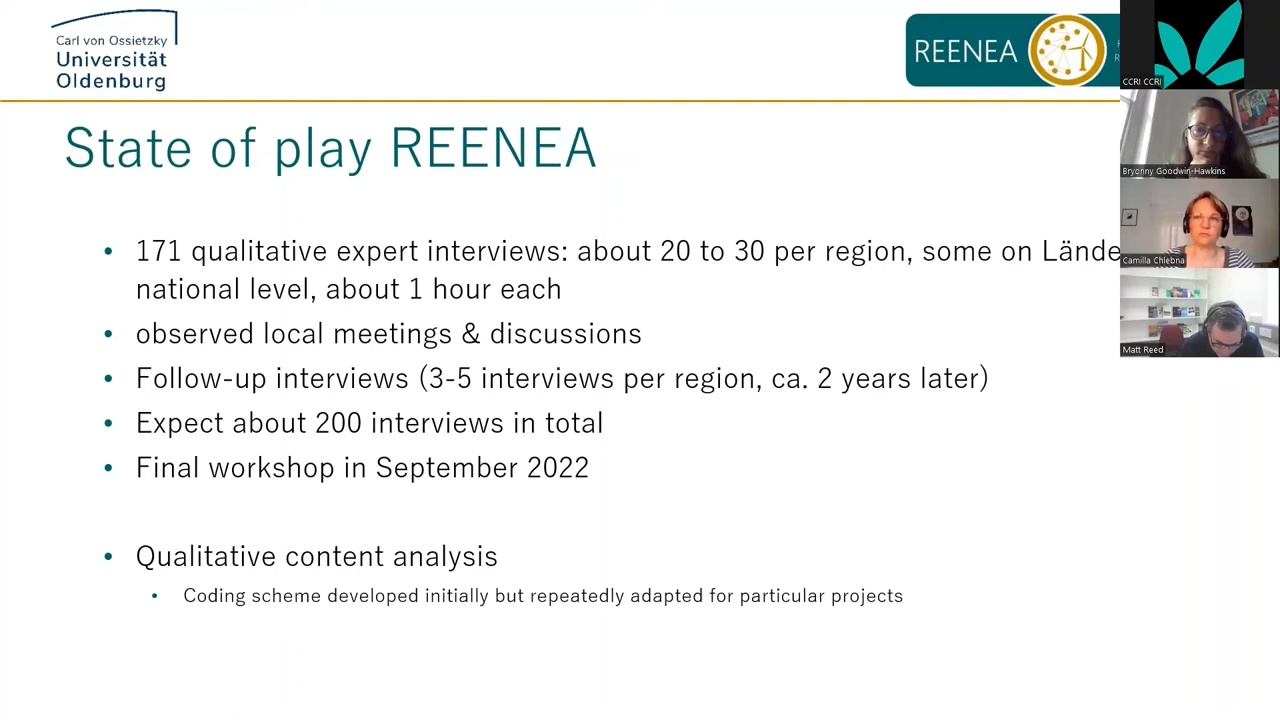 Carl von Ossietzky
Universität
Oldenburg
REENEA
CCRI CCRI
Bryonny Goodwin-Hawkins
Camilla Chlebna
Matt Reed
State of play REENEA
• 171 qualitative expert interviews: about 20 to 30 per region, some on Lände
national level, about 1 hour each
• observed local meetings & discussions
• Follow-up interviews (3-5 interviews per region, ca. 2 years later)
• Expect about 200 interviews in total
• Final workshop in September 2022
• Qualitative content analysis
• Coding scheme developed initially but repeatedly adapted for particular projects